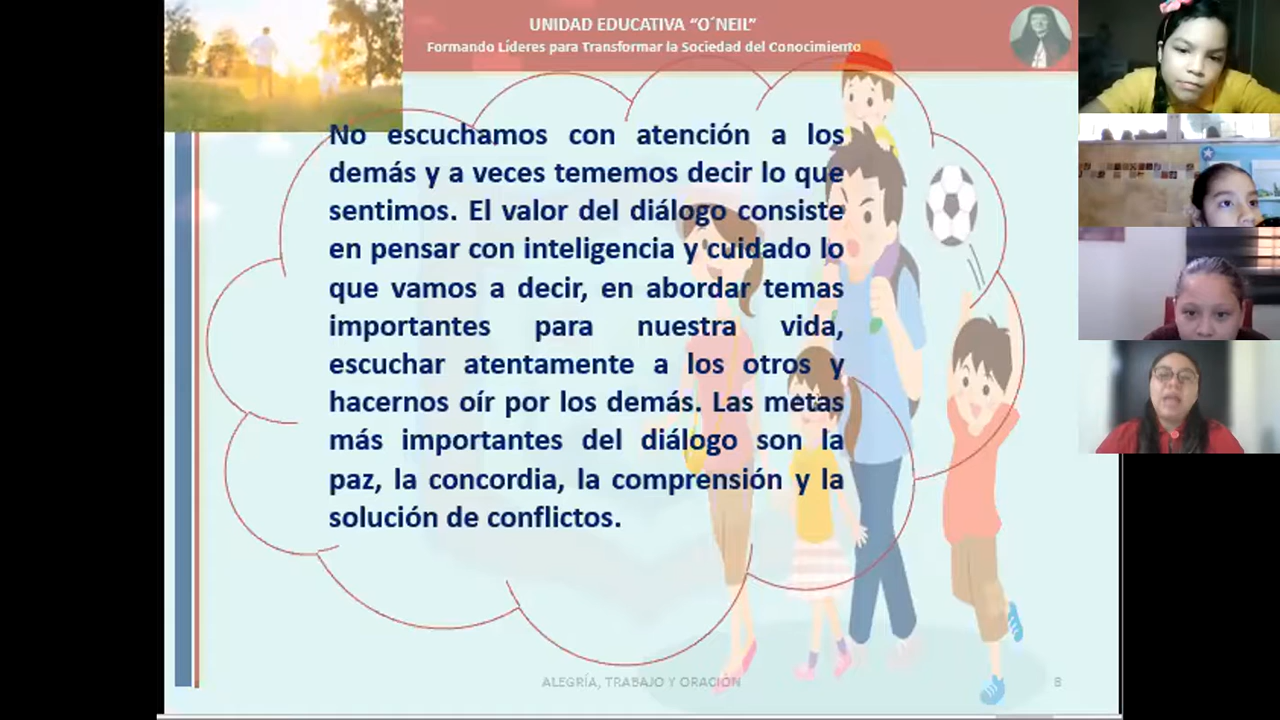 UNIDAD EDUCATIVA “O´NEIL”
Formando Líderes para Transformar la Sociedad del Conocimiento
No escuchamos con atención a los
demás y a veces tememos decir lo que
sentimos. El valor del diálogo consiste
en pensar con inteligencia y cuidado lo
que vamos a decir, en abordar temas
importantes para nuestra vida,
escuchar atentamente a los otros y
hacernos oír por los demás. Las metas
más importantes del diálogo son la
paz, la concordia, la comprensión y la
solución de conflictos.
ALEGRÍA, TRABAJO Y ORACIÓN
8